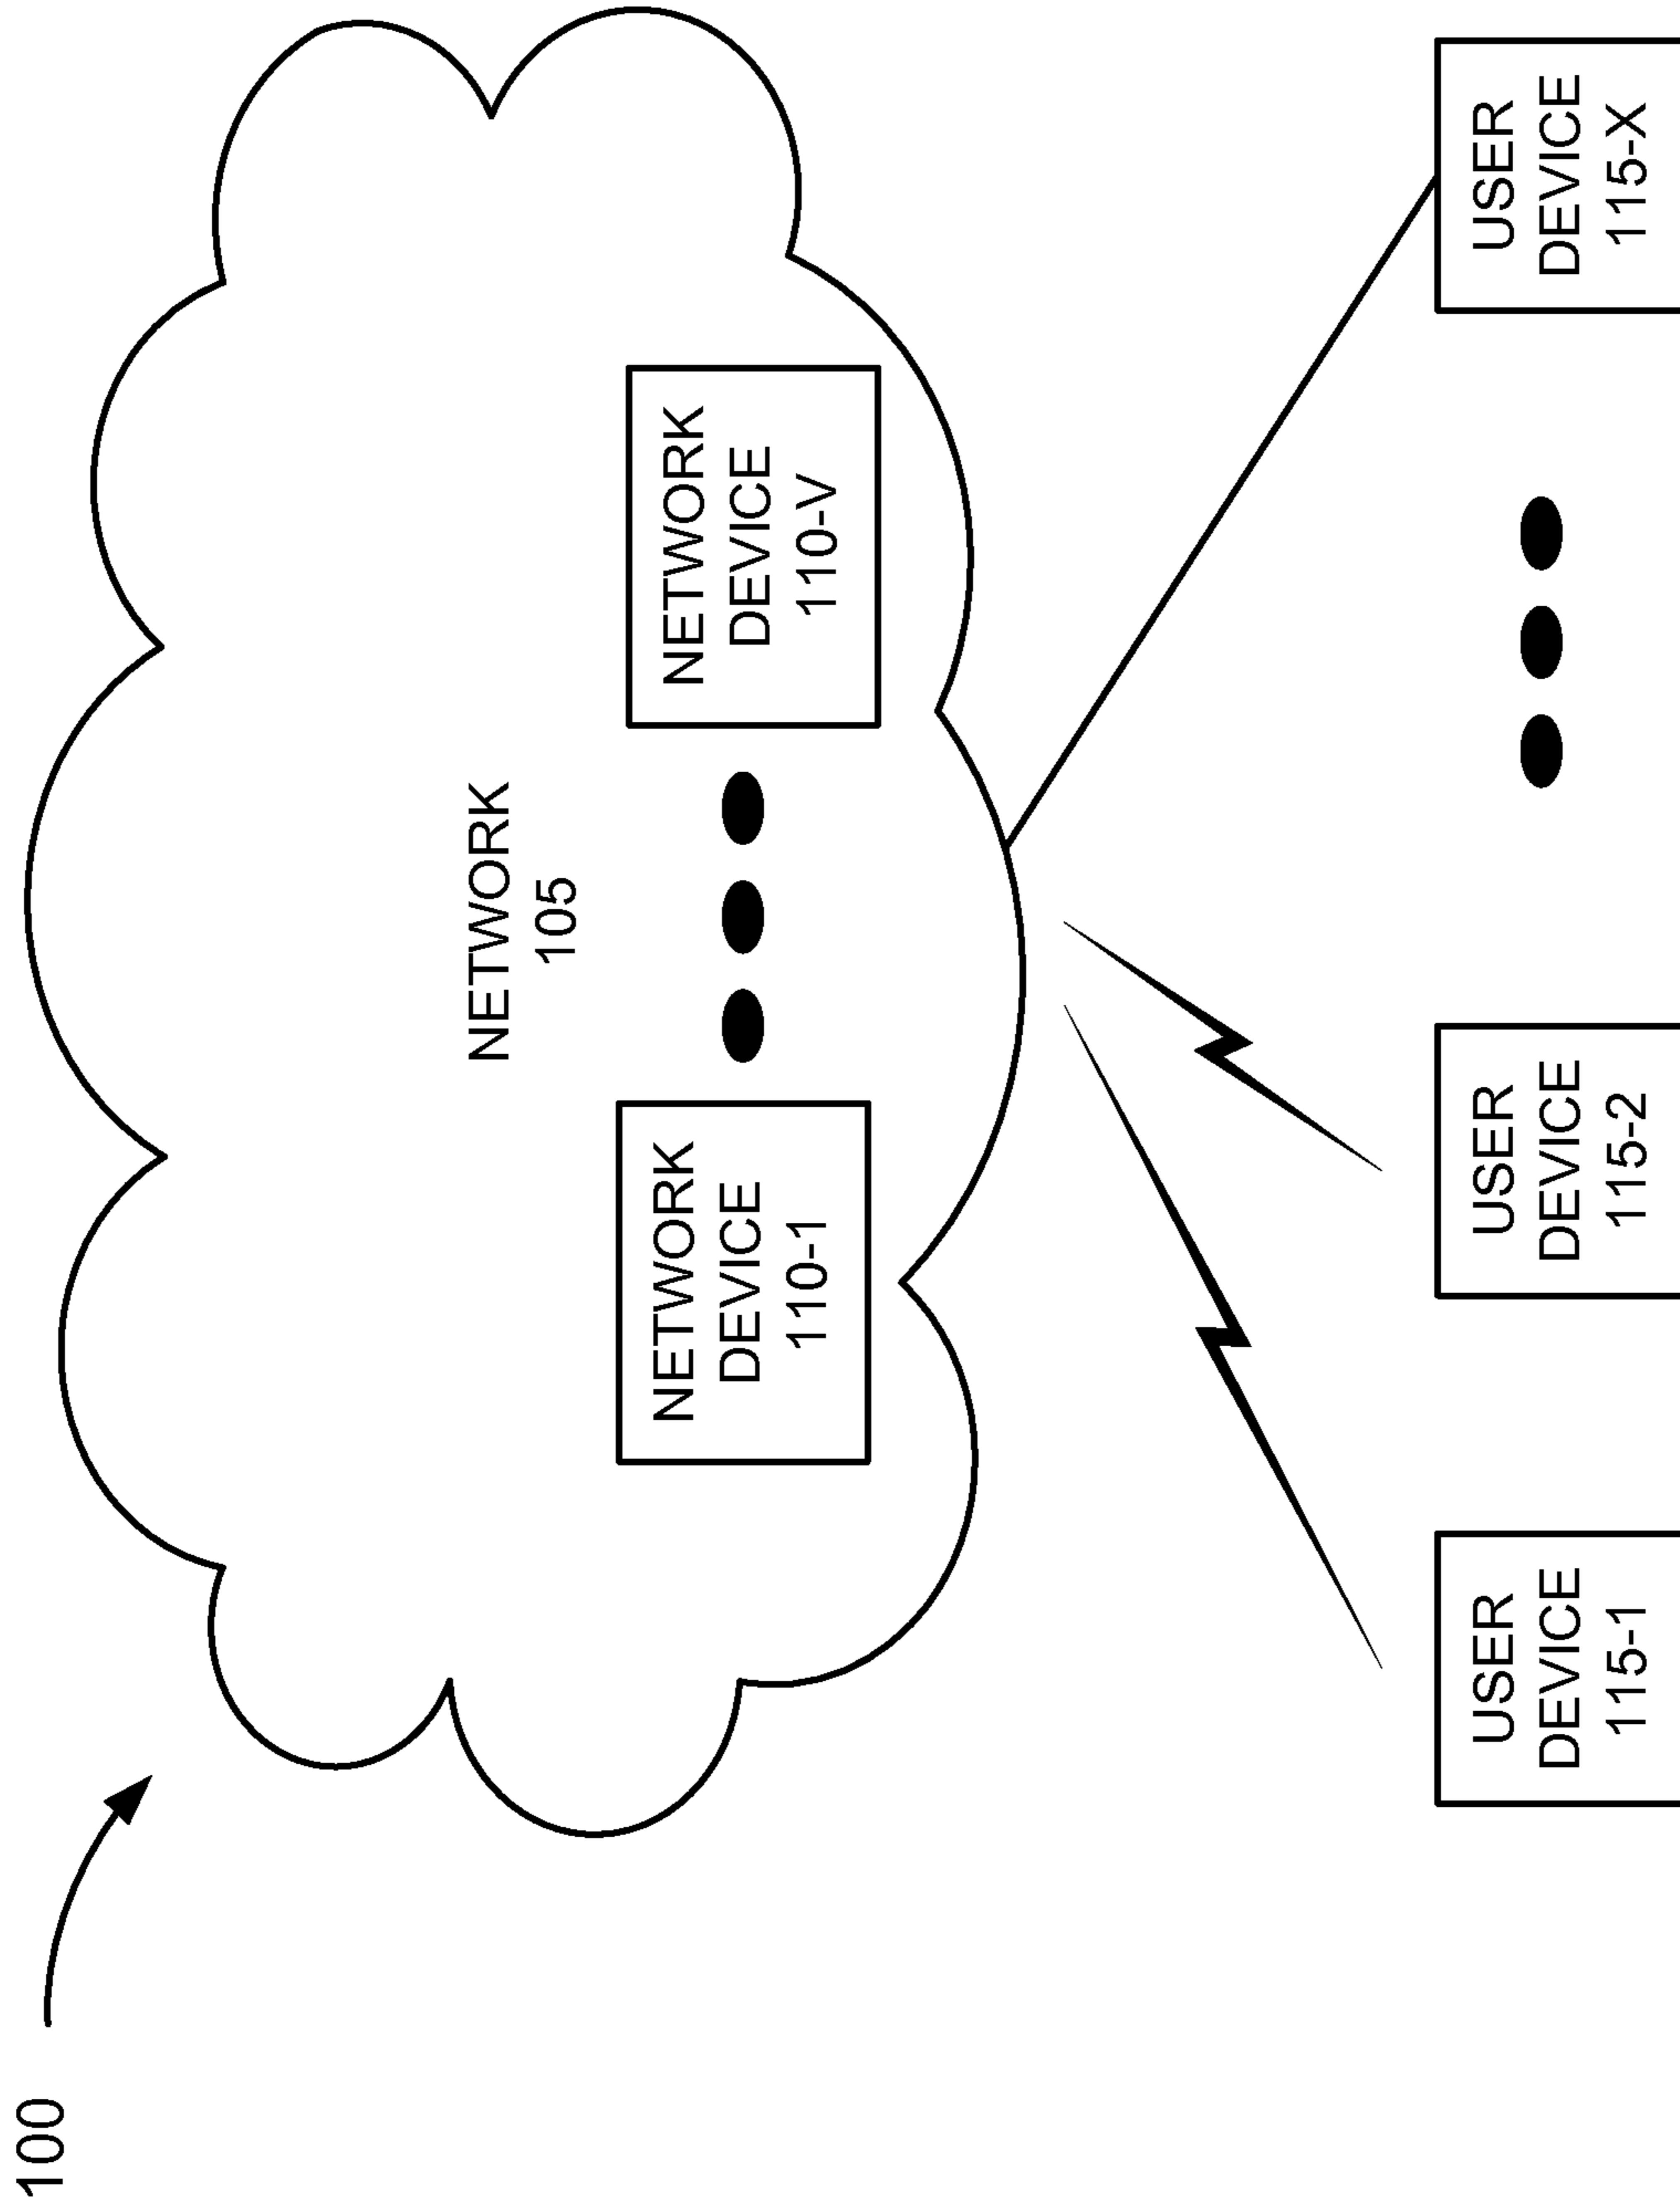 100
NETWORK
105
NETWORK
DEVICE
110-1
NETWORK
DEVICE
110-V
USER
DEVICE
115-1
USER
DEVICE
115-2
USER
DEVICE
115-X